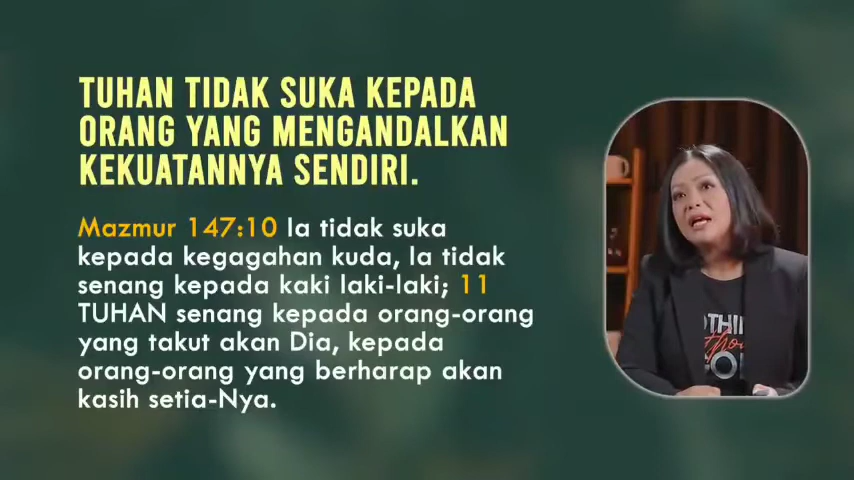 TUHAN TIDAK SUKA KEPADA
ORANG YANG MENGANDALKAN
KEKUATANNYA SENDIRI.
Mazmur 147:10 Ia tidak suka
kepada kegagahan kuda, Ia tidak
senang kepada kaki laki-laki; 11
TUHAN senang kepada orang-orang
yang takut akan Dia, kepada
orang-orang yang berharap akan
kasih setia-Nya.